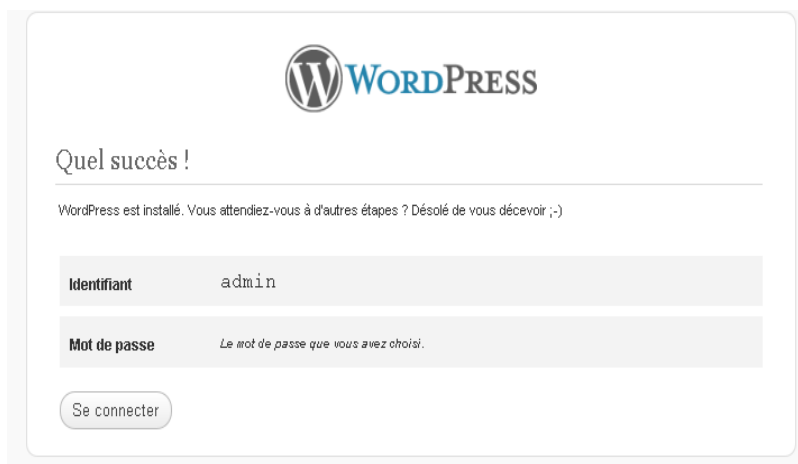 WORDPRESS
Quel succès !
WordPress est installé. Vous attendiez-vous à d'autres étapes ? Désolé de vous décevoir ;-)
Identifiant admin
Mot de passe Le mot de passe que vous avez choisi.
Se connecter